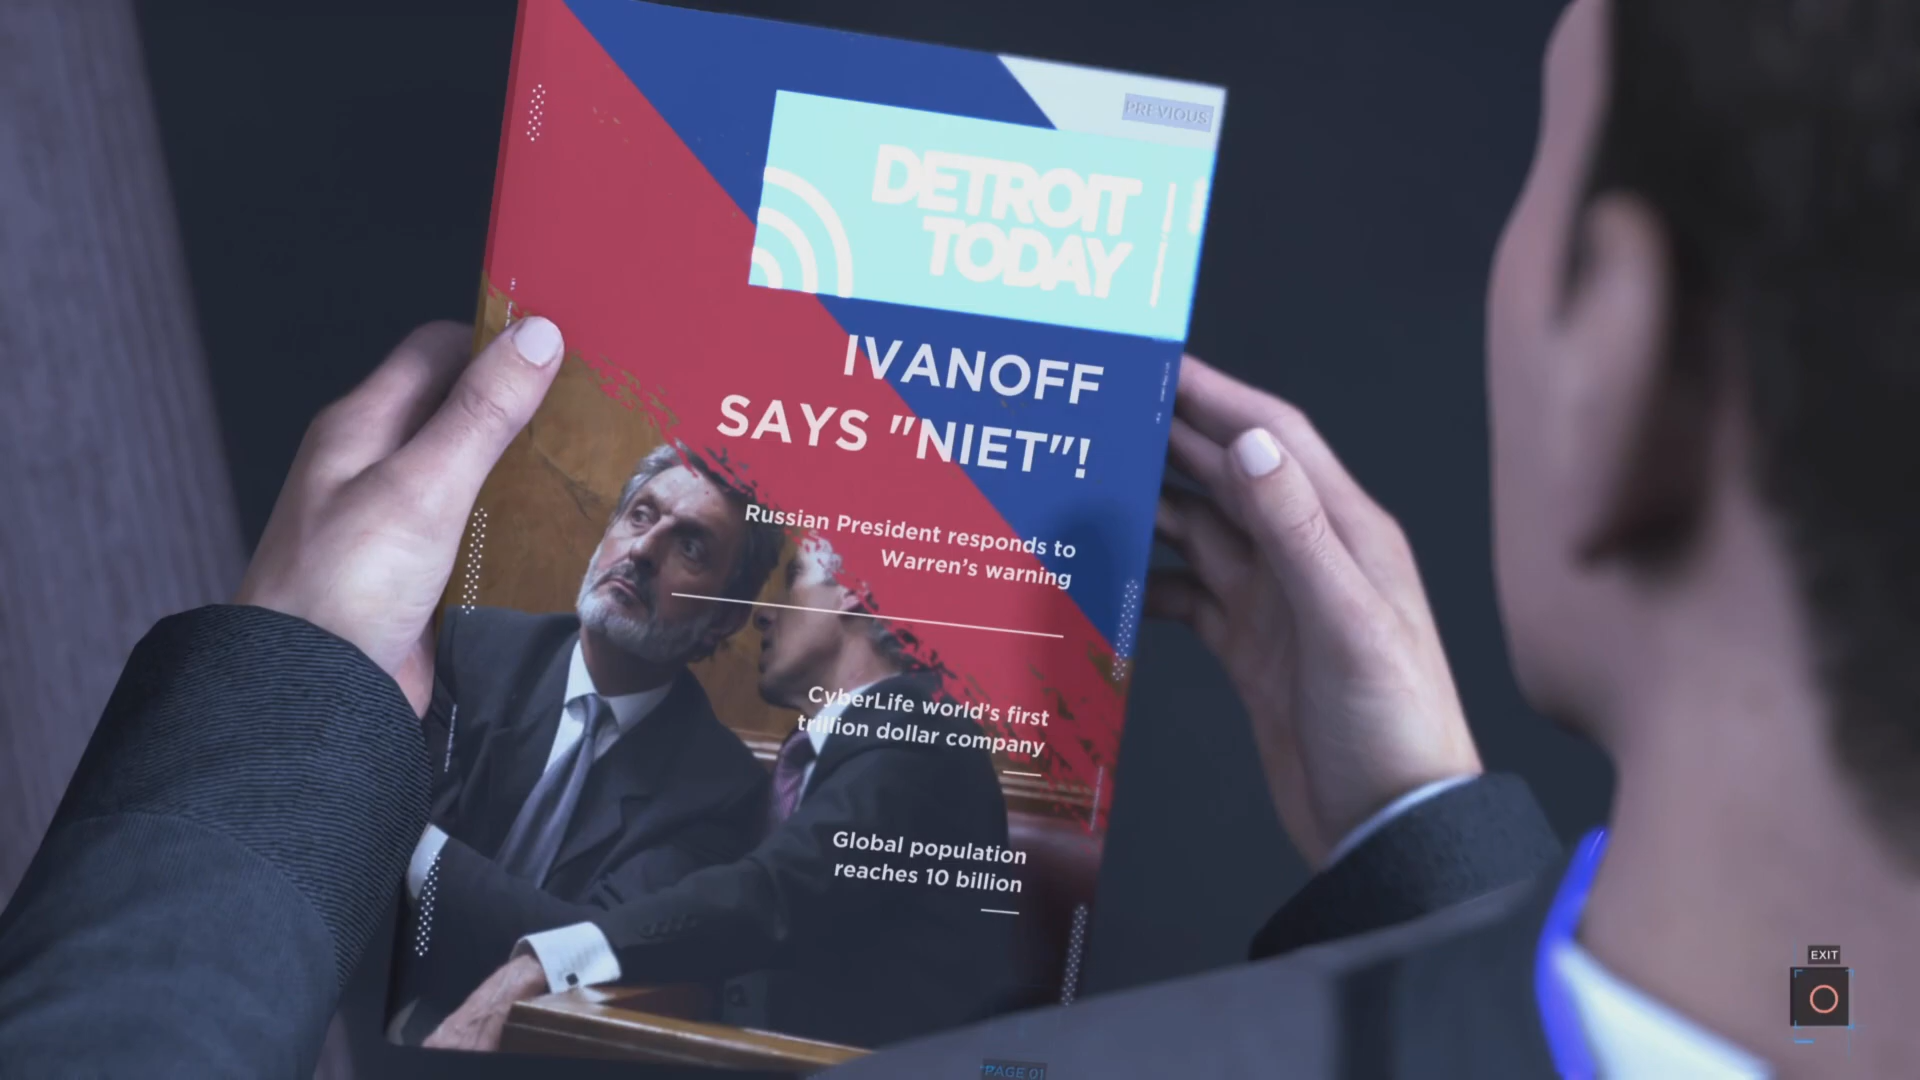 PREVIOUS
DETROIT
TODAY
IVANOFF
SAYS "NIET"!
Russian President responds to
Warren's warning
CyberLife world's first
trillion dollar company
Global population
reaches 10 billion
EXIT
PAGE 01